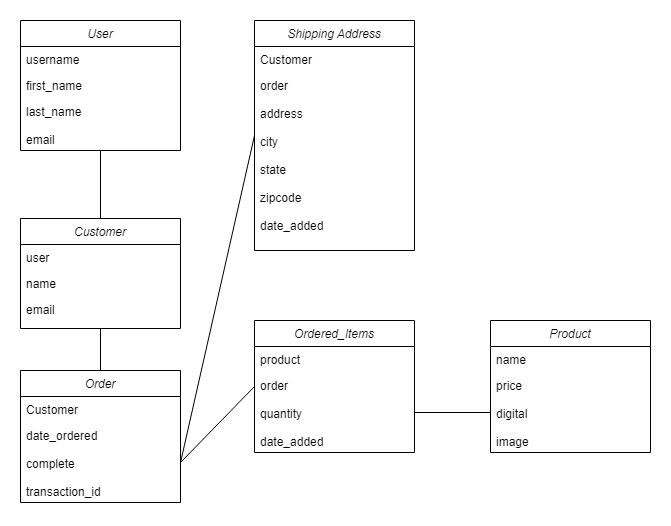 User
username
first_name
last_name
email
Shipping Address
Customer
order
address
city
state
zipcode
date_added
Customer
user
name
email
Order
Customer
date_ordered
complete
transaction_id
Ordered_Items
product
order
quantity
date_added
Product
name
price
digital
image